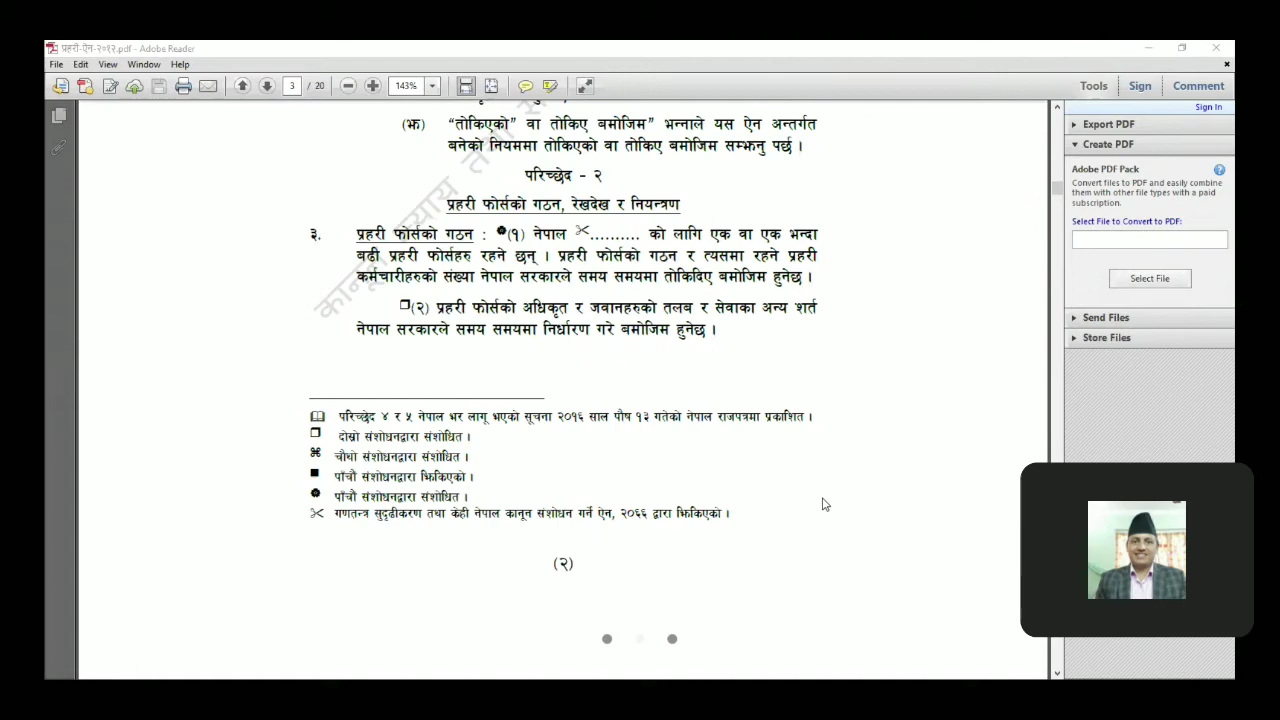 प्रहरी-ऐन-२०१२.pdf - Adobe Reader
File Edit View Window Help
3 / 20 143% Tools Sign Comment
Sign In
Export PDF
Create PDF
Adobe PDF Pack
Convert files to PDF and easily combine
them with other file types with a paid
subscription.
Select File to Convert to PDF:
Select File
Send Files
Store Files
(झ) “तोकिएको” वा तोकिए बमोजिम” भन्नाले यस ऐन अन्तर्गत
बनेको नियममा तोकिएको वा तोकिए बमोजिम सम्झनु पर्छ ।
परिच्छेद - २
प्रहरी फोर्सको गठन, रेखदेख र नियन्त्रण
३. प्रहरी फोर्सको गठन : (१) नेपाल .......... को लागि एक वा एक भन्दा
बढी प्रहरी फोर्सहरु रहने छन् । प्रहरी फोर्सको गठन र त्यसमा रहने प्रहरी
कर्मचारीहरुको संख्या नेपाल सरकारले समय समयमा तोकिदिए बमोजिम हुनेछ ।
(२) प्रहरी फोर्सको अधिकृत र जवानहरुको तलब र सेवाका अन्य शर्त
नेपाल सरकारले समय समयमा निर्धारण गरे बमोजिम हुनेछ ।
परिच्छेद ४ र ५ नेपाल भर लागू भएको सूचना २०१६ साल पौष १३ गतेको नेपाल राजपत्रमा प्रकाशित ।
दोस्रो संशोधनद्वारा संशोधित ।
चौथो संशोधनद्वारा संशोधित ।
पाँचौं संशोधनद्वारा झिकिएको ।
पाँचौं संशोधनद्वारा संशोधित ।
गणतन्त्र सुदृढीकरण तथा केही नेपाल कानून संशोधन गर्ने ऐन, २०६६ द्वारा झिकिएको ।
(२)